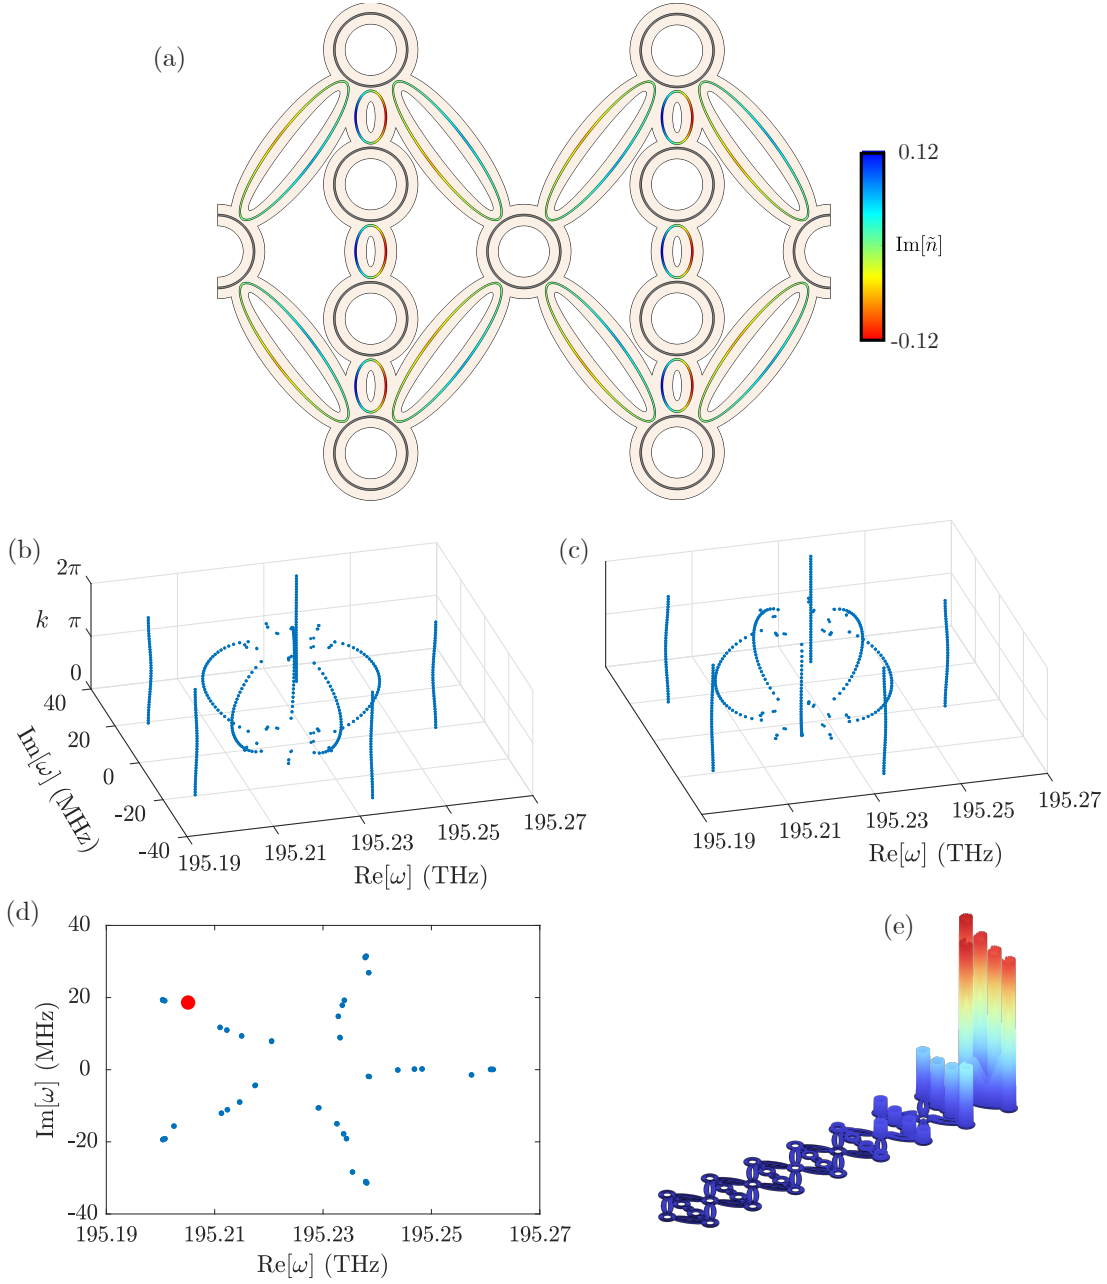 (a)
0.12
Im[ñ]
-0.12
(b)
(c)
2π
k π
0
40
20
0
-20
-40
Im[ω] (MHz)
195.19
195.21
195.23
195.25
195.27
Re[ω] (THz)
195.19
195.21
195.23
195.25
195.27
Re[ω] (THz)
(d)
(e)
40
20
0
-20
-40
Im[ω] (MHz)
195.19
195.21
195.23
195.25
195.27
Re[ω] (THz)